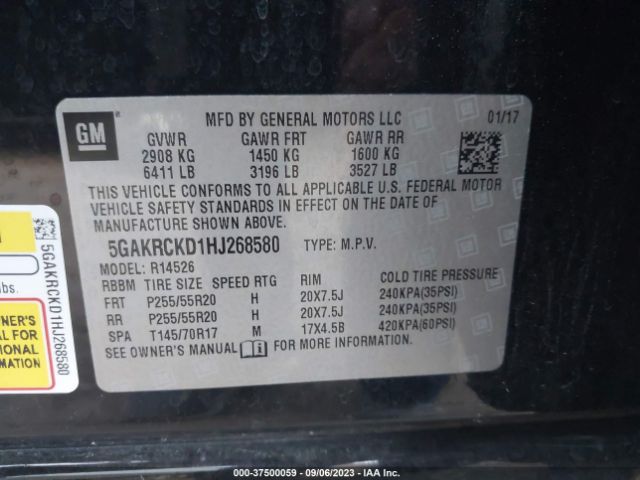 GM
MFD BY GENERAL MOTORS LLC 01/17
GVWR GAWR FRT GAWR RR
2908 KG 1450 KG 1600 KG
6411 LB 3196 LB 3527 LB
THIS VEHICLE CONFORMS TO ALL APPLICABLE U.S. FEDERAL MOTOR
VEHICLE SAFETY STANDARDS IN EFFECT ON THE DATE OF
MANUFACTURE SHOWN ABOVE.
5GAKRCKD1HJ268580 TYPE: M.P.V.
MODEL: R14526
RBBM TIRE SIZE SPEED RTG RIM COLD TIRE PRESSURE
FRT P255/55R20 H 20X7.5J 240KPA(35PSI)
RR P255/55R20 H 20X7.5J 240KPA(35PSI)
SPA T145/70R17 M 17X4.5B 420KPA(60PSI)
SEE OWNER'S MANUAL FOR MORE INFORMATION.
5GAKRCKD1HJ268580
bs.
NER'S
AL FOR
IONAL
MATION
000-37500059 - 09/06/2023 - IAA Inc.